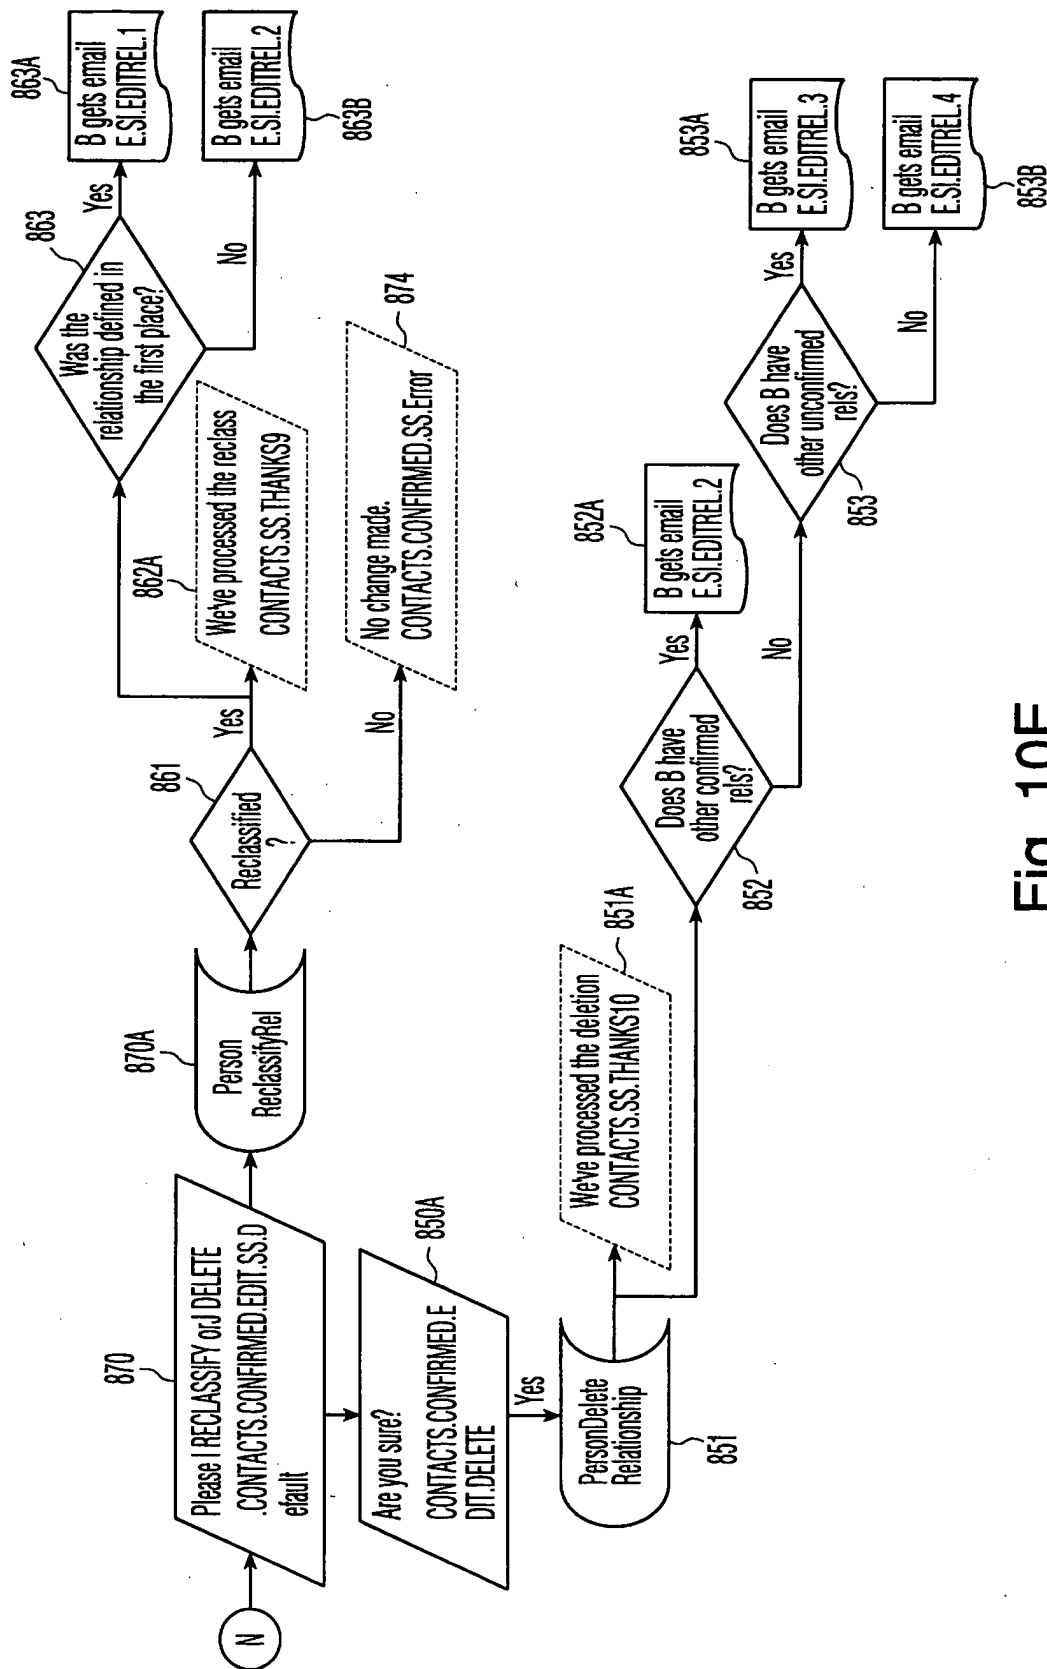 N
870
Please I RECLASSIFY or J DELETE
.CONTACTS.CONFIRMED.EDIT.SS.D
efault
870A
Person
ReclassifyRel
861
Reclassified
?
Yes
No
862A
We've processed the reclass
CONTACTS.SS.THANKS9
863
Was the
relationship defined in
the first place?
Yes
No
863A
B gets email
E.SI.EDITREL.1
B gets email
E.SI.EDITREL.2
863B
874
No change made.
CONTACTS.CONFIRMED.SS.Error
850A
Are you sure?
CONTACTS.CONFIRMED.E
DIT.DELETE
Yes
PersonDelete
Relationship
851
851A
We've processed the deletion
CONTACTS.SS.THANKS10
Does B have
other confirmed
rels?
852
Yes
No
852A
B gets email
E.SI.EDITREL.2
Does B have
other unconfirmed
rels?
853
Yes
No
853A
B gets email
E.SI.EDITREL.3
B gets email
E.SI.EDITREL.4
853B
Fig.